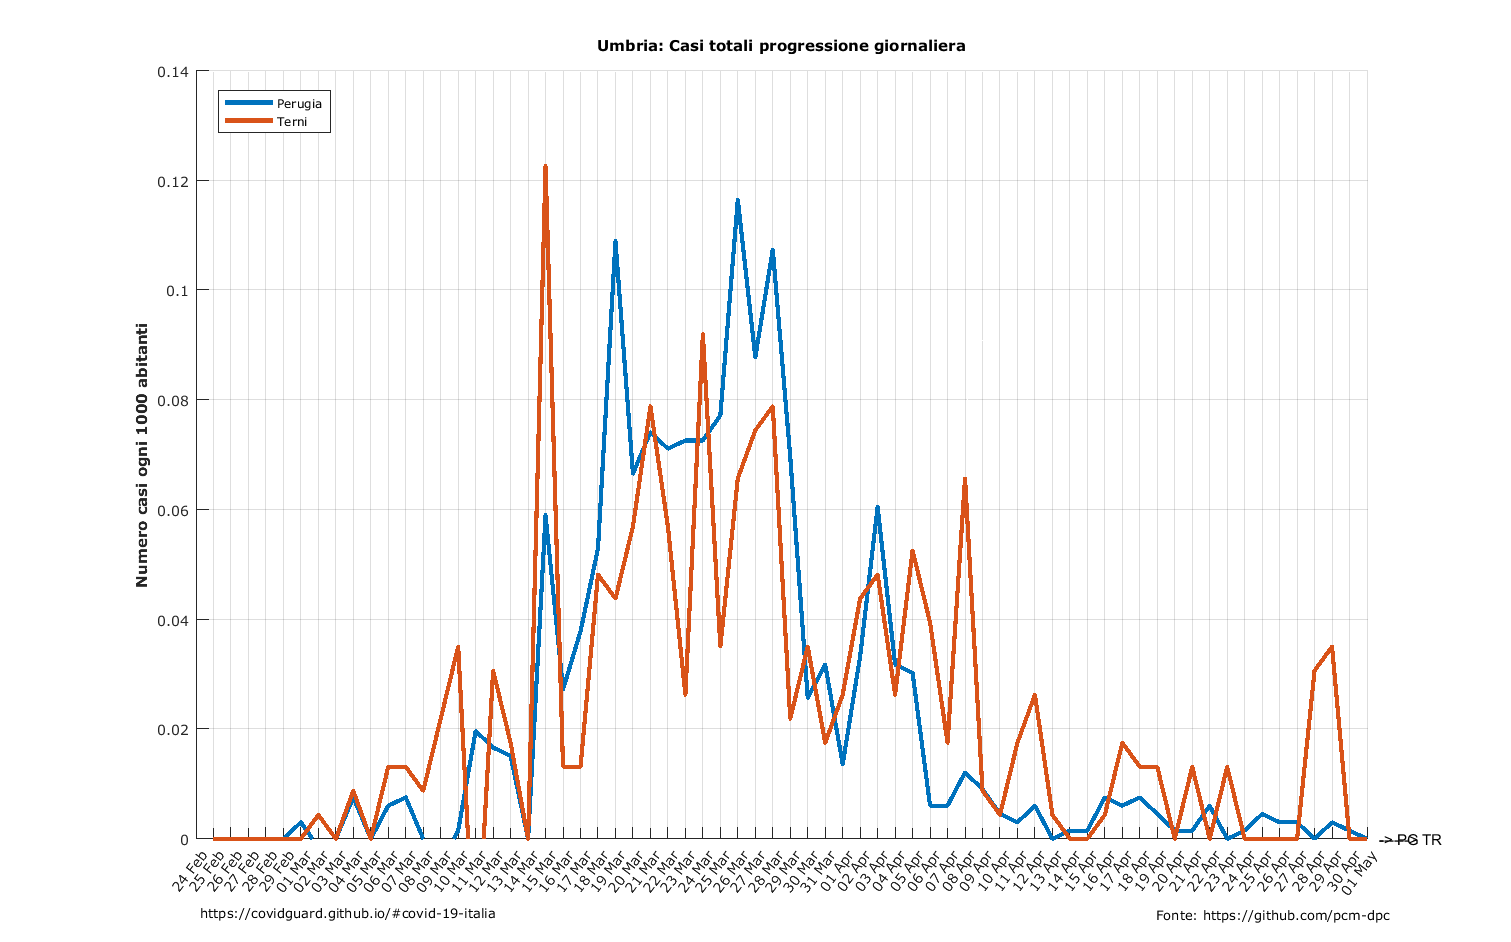 Umbria: Casi totali progressione giornaliera
Numero casi ogni 1000 abitanti
0.14
0.12
0.1
0.08
0.06
0.04
0.02
0
Perugia
Terni
24 Feb
25 Feb
26 Feb
27 Feb
28 Feb
29 Feb
01 Mar
02 Mar
03 Mar
04 Mar
05 Mar
06 Mar
07 Mar
08 Mar
09 Mar
10 Mar
11 Mar
12 Mar
13 Mar
14 Mar
15 Mar
16 Mar
17 Mar
18 Mar
19 Mar
20 Mar
21 Mar
22 Mar
23 Mar
24 Mar
25 Mar
26 Mar
27 Mar
28 Mar
29 Mar
30 Mar
31 Mar
01 Apr
02 Apr
03 Apr
04 Apr
05 Apr
06 Apr
07 Apr
08 Apr
09 Apr
10 Apr
11 Apr
12 Apr
13 Apr
14 Apr
15 Apr
16 Apr
17 Apr
18 Apr
19 Apr
20 Apr
21 Apr
22 Apr
23 Apr
24 Apr
25 Apr
26 Apr
27 Apr
28 Apr
29 Apr
30 Apr
01 May
-> PG TR
https://covidguard.github.io/#covid-19-italia
Fonte: https://github.com/pcm-dpc